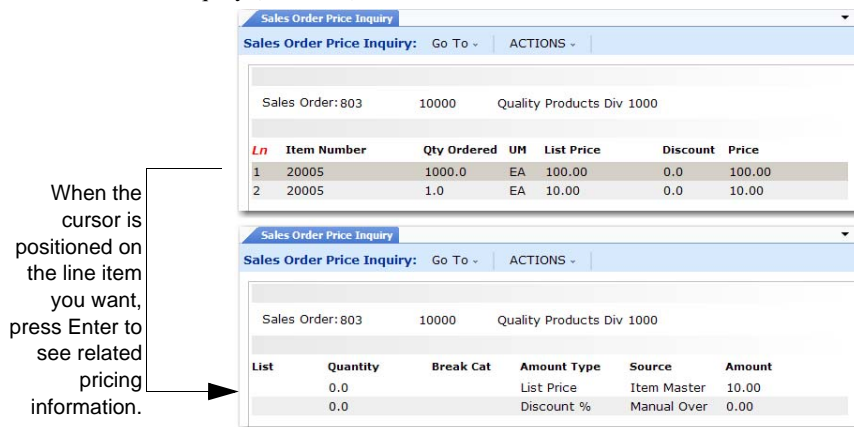 Sales Order Price Inquiry
Sales Order Price Inquiry: Go To ACTIONS
Sales Order: 803 10000 Quality Products Div 1000
Ln Item Number Qty Ordered UM List Price Discount Price
1 20005 1000.0 EA 100.00 0.0 100.00
2 20005 1.0 EA 10.00 0.0 10.00
When the
cursor is
positioned on
the line item
you want,
press Enter to
see related
pricing
information.
Sales Order Price Inquiry
Sales Order Price Inquiry: Go To ACTIONS
Sales Order: 803 10000 Quality Products Div 1000
List Quantity Break Cat Amount Type Source Amount
0.0 List Price Item Master 10.00
0.0 Discount % Manual Over 0.00